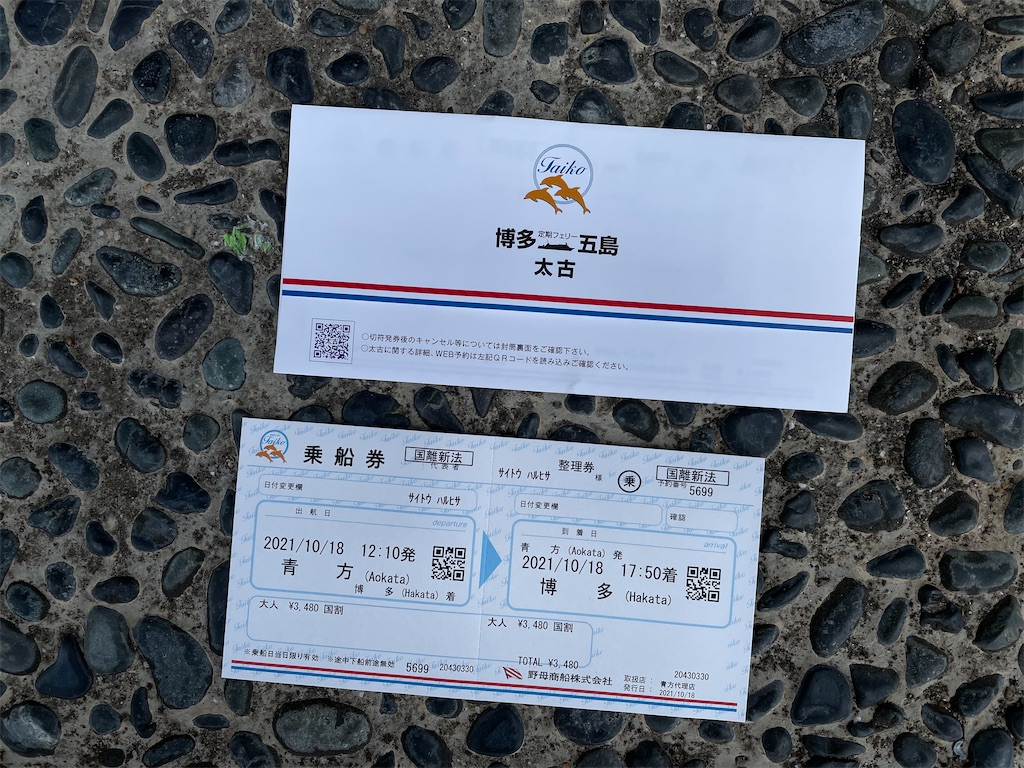 Taiko
博多 定期フェリー 五島
太古
○切符発券後のキャンセル等については封筒裏面をご確認下さい。
○太古に関する詳細、WEB予約は左記QRコードを読み込みご確認ください。
Taiko
乗船券
国離新法
代表者
日付変更欄
サイトウ ハルヒサ
出航日
departure
2021/10/18 12:10発
青方 (Aokata)
博多 (Hakata) 着
大人 ¥3,480 国割
※乗船日当日限り有効 ※途中下船前途無効
5699 20430330
整理券
サイトウ ハルヒサ 様
乗
国離新法
予約番号 5699
日付変更欄
確認
到着日
arrival
青方 (Aokata) 発
2021/10/18 17:50着
博多 (Hakata)
大人 ¥3,480 国割
TOTAL ¥3,480
野母商船株式会社
20430330
取扱店 : 青方代理店
発行日 : 2021/10/18